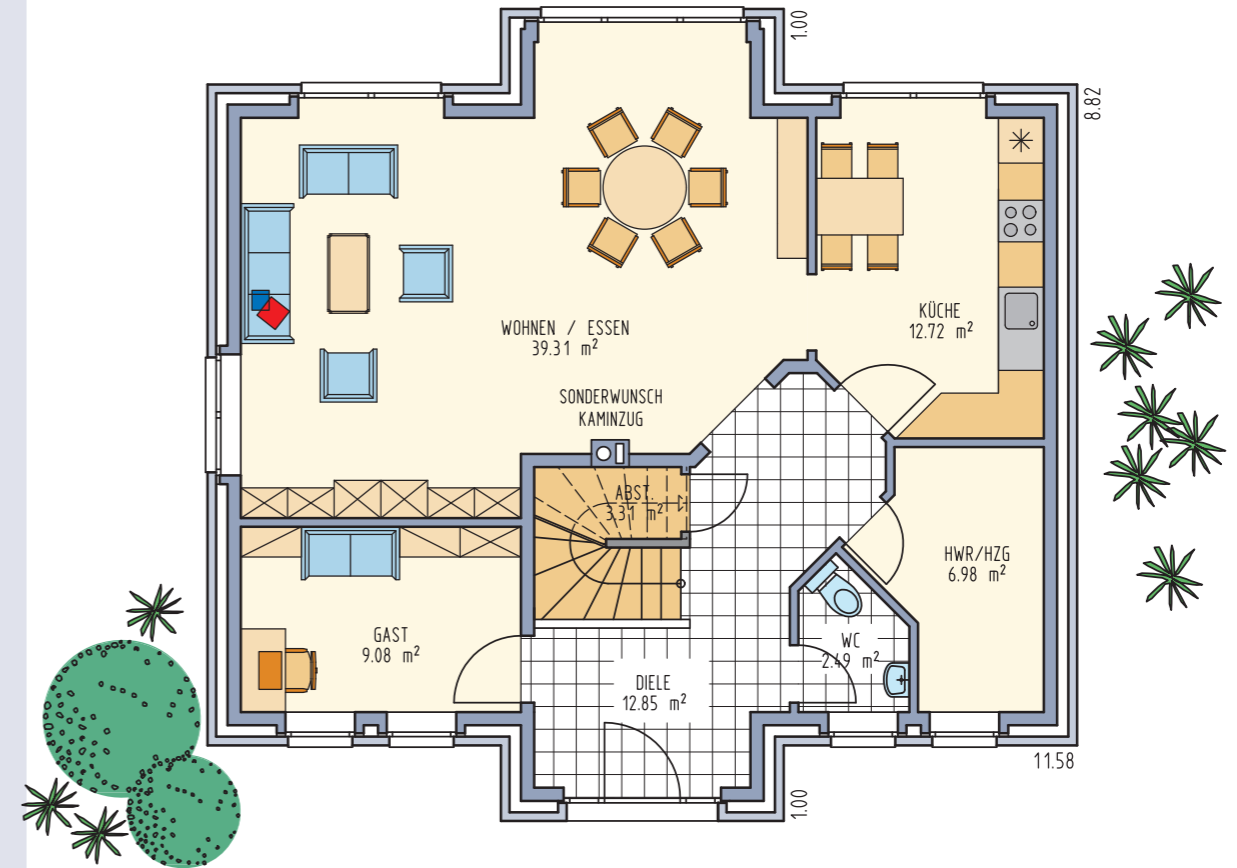 1.00
8.82
WOHNEN / ESSEN
39.31 m²
KÜCHE
12.72 m²
SONDERWUNSCH
KAMINZUG
ABST.
3.31 m²
HWR/HZG
6.98 m²
GAST
9.08 m²
WC
2.49 m²
DIELE
12.85 m²
11.58
1.00